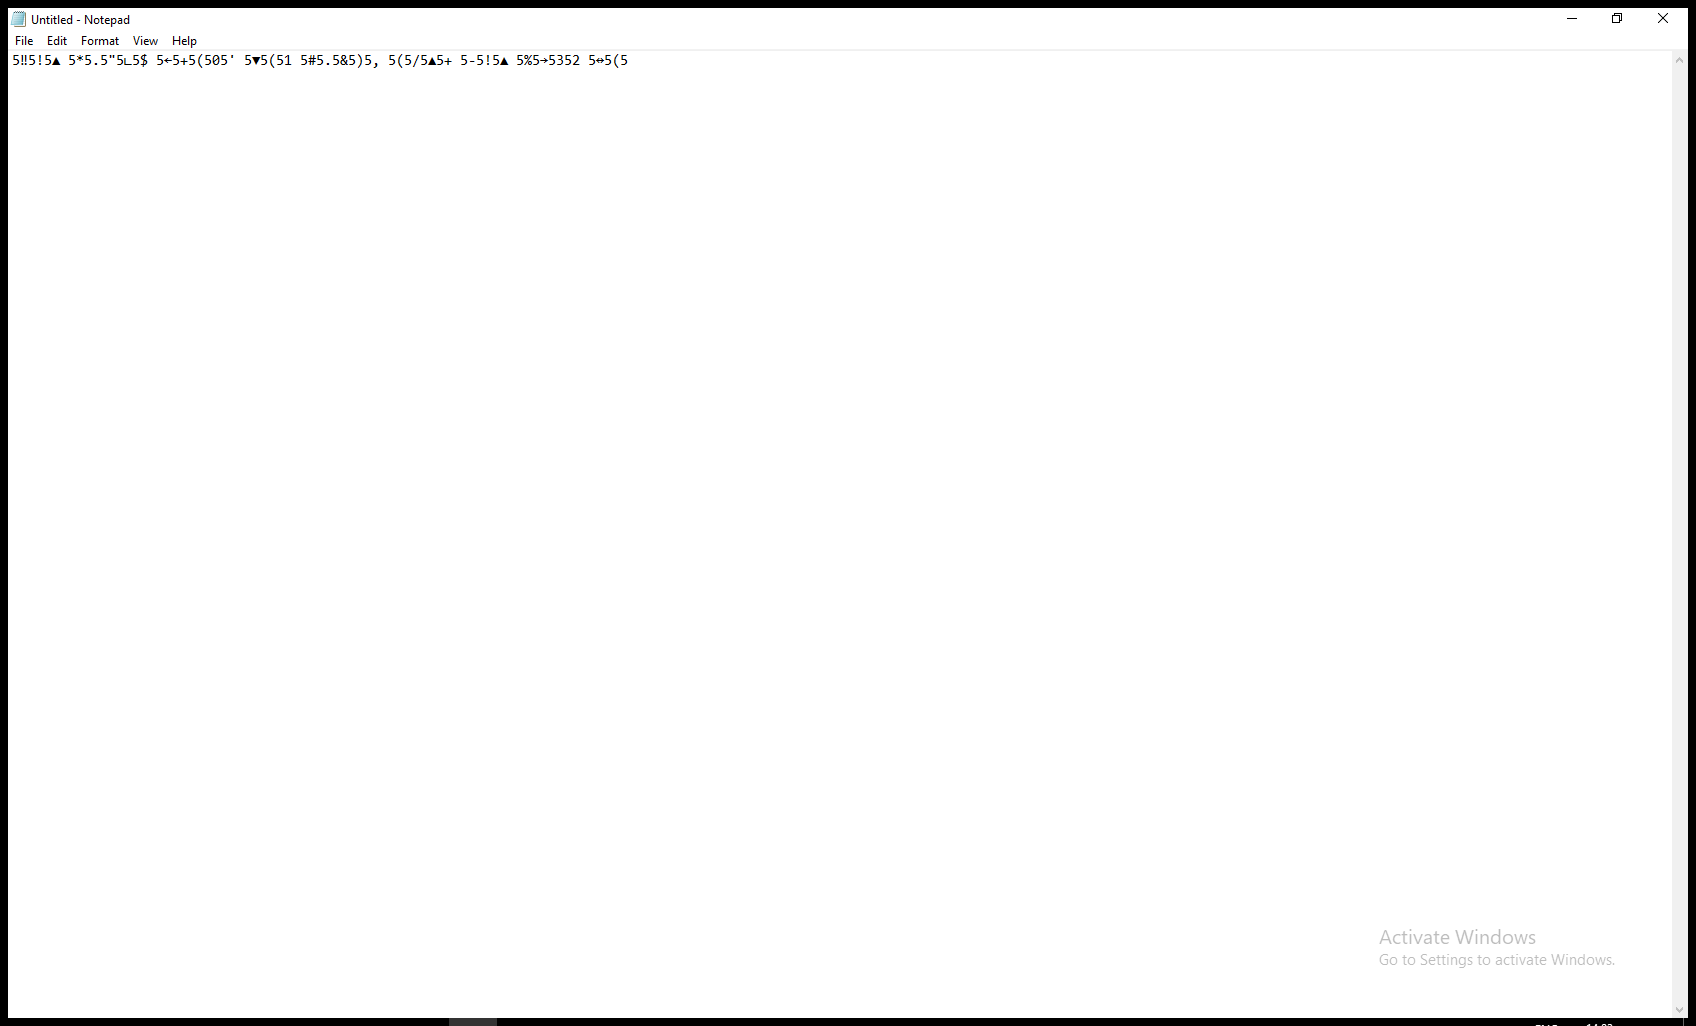 Untitled - Notepad
File Edit Format View Help
5‼5!5▲ 5*5.5"5∟5$ 5←5+5(505' 5▼5(51 5#5.5&5)5, 5(5/5▲5+ 5-5!5▲ 5%5→5352 5↔5(5
Activate Windows
Go to Settings to activate Windows.